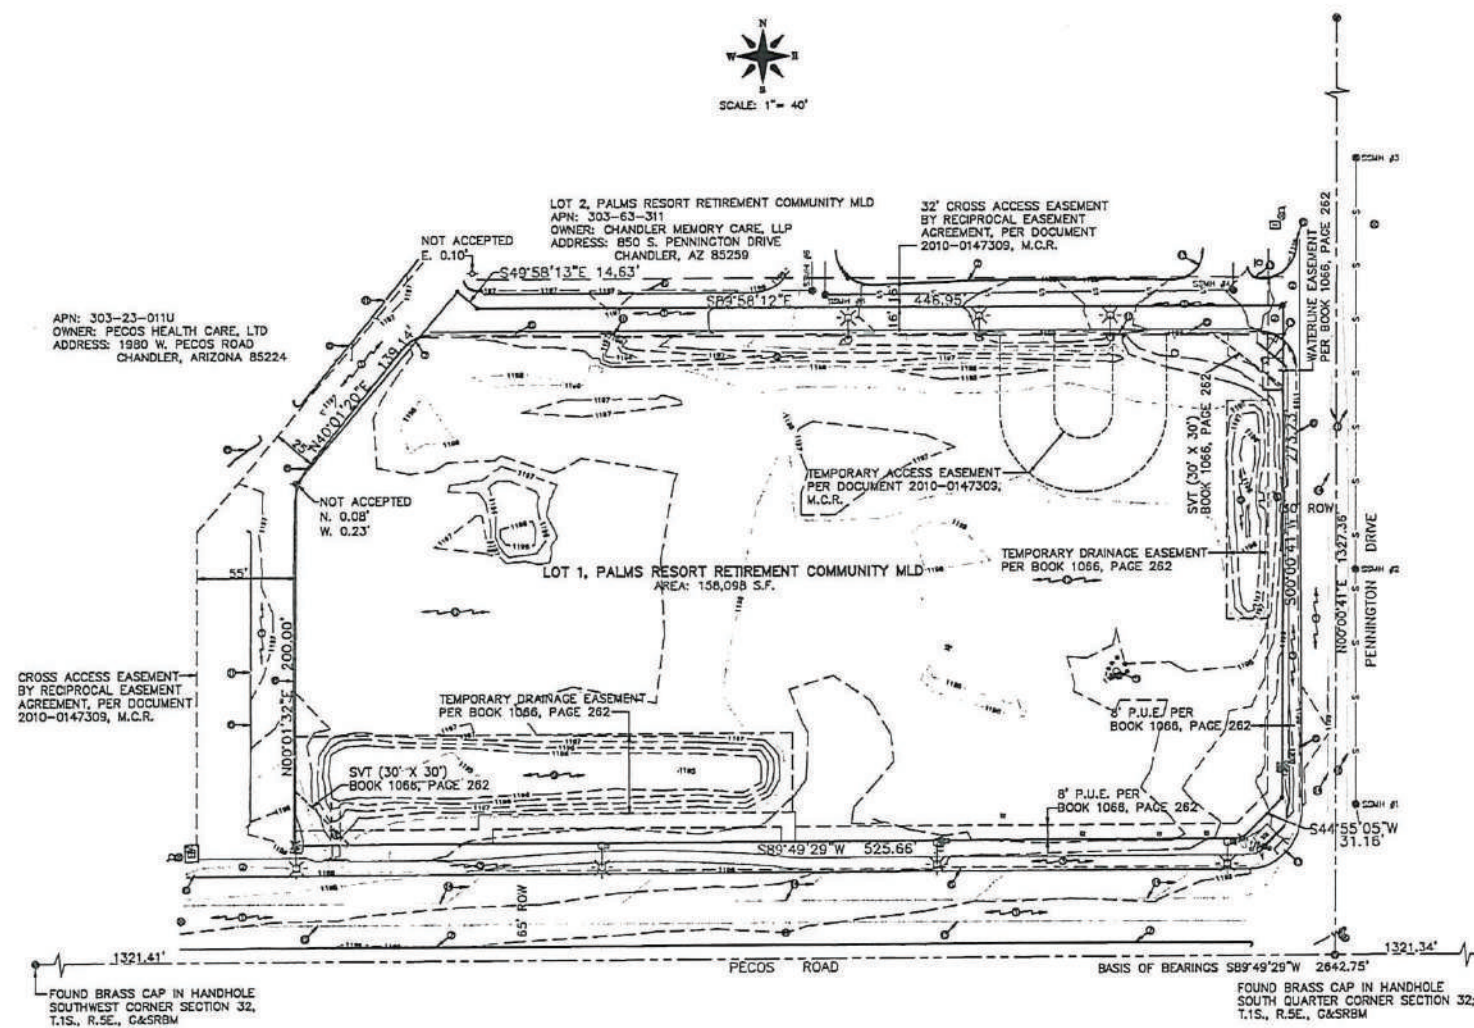 N
W
E
S
SCALE: 1"= 40'
LOT 2, PALMS RESORT RETIREMENT COMMUNITY MLD
APN: 303-63-311
OWNER: CHANDLER MEMORY CARE, LLP
ADDRESS: 850 S. PENNINGTON DRIVE
CHANDLER, AZ 85259
32' CROSS ACCESS EASEMENT
BY RECIPROCAL EASEMENT
AGREEMENT, PER DOCUMENT
2010-0147309, M.C.R.
WATERLINE EASEMENT
PER BOOK 1066, PAGE 262
SSMH #3
NOT ACCEPTED
E. 0.10'
S49°58'13"E 14.63'
S89°58'12"E 446.95'
16' 16'
APN: 303-23-011U
OWNER: PECOS HEALTH CARE, LTD
ADDRESS: 1980 W. PECOS ROAD
CHANDLER, ARIZONA 85224
N40°01'20"E 139.14'
NOT ACCEPTED
N. 0.08'
W. 0.23'
TEMPORARY ACCESS EASEMENT
PER DOCUMENT 2010-0147309,
M.C.R.
SVT (30' X 30')
BOOK 1066, PAGE 262
S00°00'41"W 273.73'
30' ROW
N00°00'41"E 1327.36'
PENNINGTON DRIVE
SSMH #2
TEMPORARY DRAINAGE EASEMENT
PER BOOK 1066, PAGE 262
LOT 1, PALMS RESORT RETIREMENT COMMUNITY MLD
AREA: 158,098 S.F.
55'
N00°01'32"E 200.00'
CROSS ACCESS EASEMENT
BY RECIPROCAL EASEMENT
AGREEMENT, PER DOCUMENT
2010-0147309, M.C.R.
TEMPORARY DRAINAGE EASEMENT
PER BOOK 1066, PAGE 262
8' P.U.E. PER
BOOK 1066, PAGE 262
SVT (30' X 30')
BOOK 1066, PAGE 262
8' P.U.E. PER
BOOK 1066, PAGE 262
SSMH #1
S44°55'05"W
31.16'
S89°49'29"W 525.66'
65' ROW
1321.41'
PECOS ROAD
BASIS OF BEARINGS S89°49'29"W 2642.75'
1321.34'
FOUND BRASS CAP IN HANDHOLE
SOUTHWEST CORNER SECTION 32,
T.1S., R.5E., G&SRBM
FOUND BRASS CAP IN HANDHOLE
SOUTH QUARTER CORNER SECTION 32;
T.1S., R.5E., G&SRBM